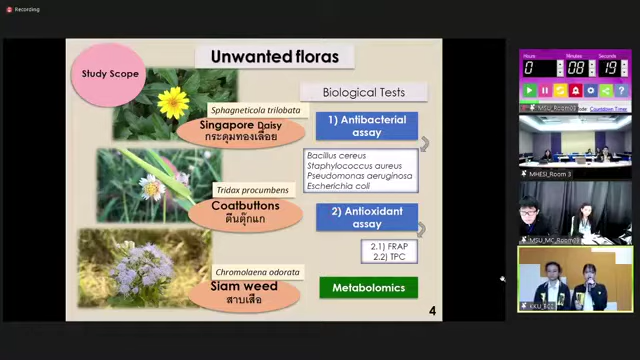 Recording
Unwanted floras
Study Scope
Sphagneticola trilobata
Singapore Daisy
กระดุมทองเลื้อย
Tridax procumbens
Coatbuttons
ตีนตุ๊กแก
Chromolaena odorata
Siam weed
สาบเสือ
Biological Tests
1) Antibacterial
assay
Bacillus cereus
Staphylococcus aureus
Pseudomonas aeruginosa
Escherichia coli
2) Antioxidant
assay
2.1) FRAP
2.2) TPC
Metabolomics
4
Hours
Minutes
Seconds
0
08
19
Countdown Timer
MHESI_Room 3